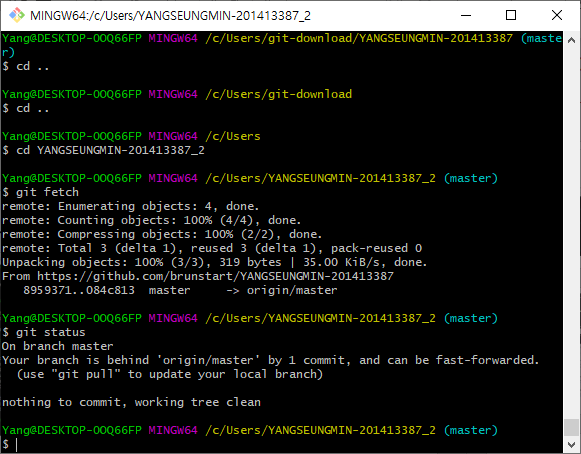 MINGW64:/c/Users/YANGSEUNGMIN-201413387_2
Yang@DESKTOP-OOQ66FP MINGW64 /c/Users/git-download/YANGSEUNGMIN-201413387 (maste
r)
$ cd ..
Yang@DESKTOP-OOQ66FP MINGW64 /c/Users/git-download
$ cd ..
Yang@DESKTOP-OOQ66FP MINGW64 /c/Users
$ cd YANGSEUNGMIN-201413387_2
Yang@DESKTOP-OOQ66FP MINGW64 /c/Users/YANGSEUNGMIN-201413387_2 (master)
$ git fetch
remote: Enumerating objects: 4, done.
remote: Counting objects: 100% (4/4), done.
remote: Compressing objects: 100% (2/2), done.
remote: Total 3 (delta 1), reused 3 (delta 1), pack-reused 0
Unpacking objects: 100% (3/3), 319 bytes | 35.00 KiB/s, done.
From https://github.com/brunstart/YANGSEUNGMIN-201413387
   8959371..084c813  master     -> origin/master
Yang@DESKTOP-OOQ66FP MINGW64 /c/Users/YANGSEUNGMIN-201413387_2 (master)
$ git status
On branch master
Your branch is behind 'origin/master' by 1 commit, and can be fast-forwarded.
  (use "git pull" to update your local branch)
nothing to commit, working tree clean
Yang@DESKTOP-OOQ66FP MINGW64 /c/Users/YANGSEUNGMIN-201413387_2 (master)
$